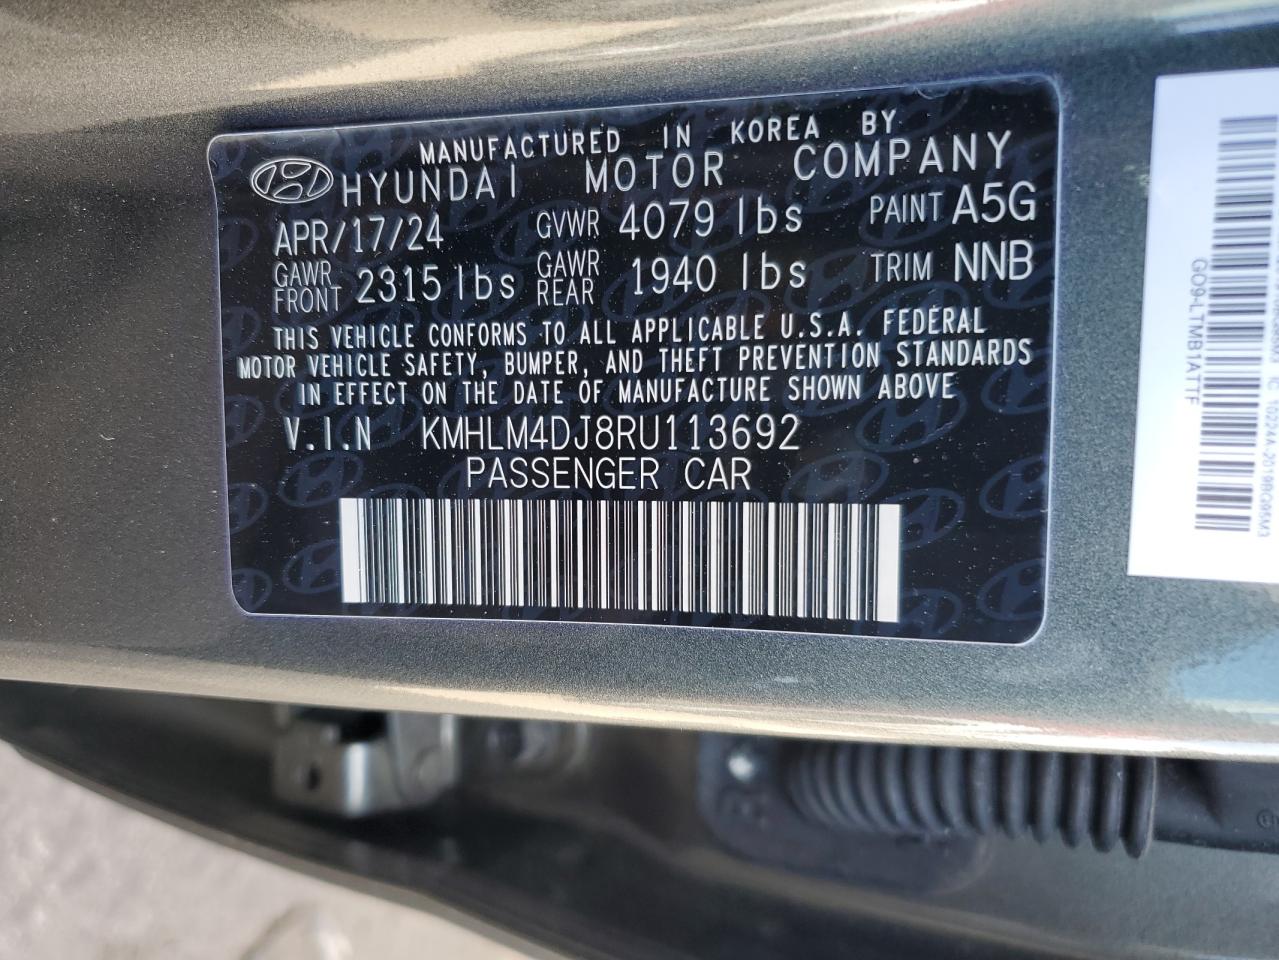 MANUFACTURED IN KOREA BY
HYUNDAI MOTOR COMPANY
APR/17/24 GVWR 4079 lbs PAINT A5G
GAWR FRONT 2315 lbs GAWR REAR 1940 lbs TRIM NNB
THIS VEHICLE CONFORMS TO ALL APPLICABLE U.S.A. FEDERAL
MOTOR VEHICLE SAFETY, BUMPER, AND THEFT PREVENTION STANDARDS
IN EFFECT ON THE DATE OF MANUFACTURE SHOWN ABOVE
V.I.N KMHLM4DJ8RU113692
PASSENGER CAR
GO9-LTMB1ATTF